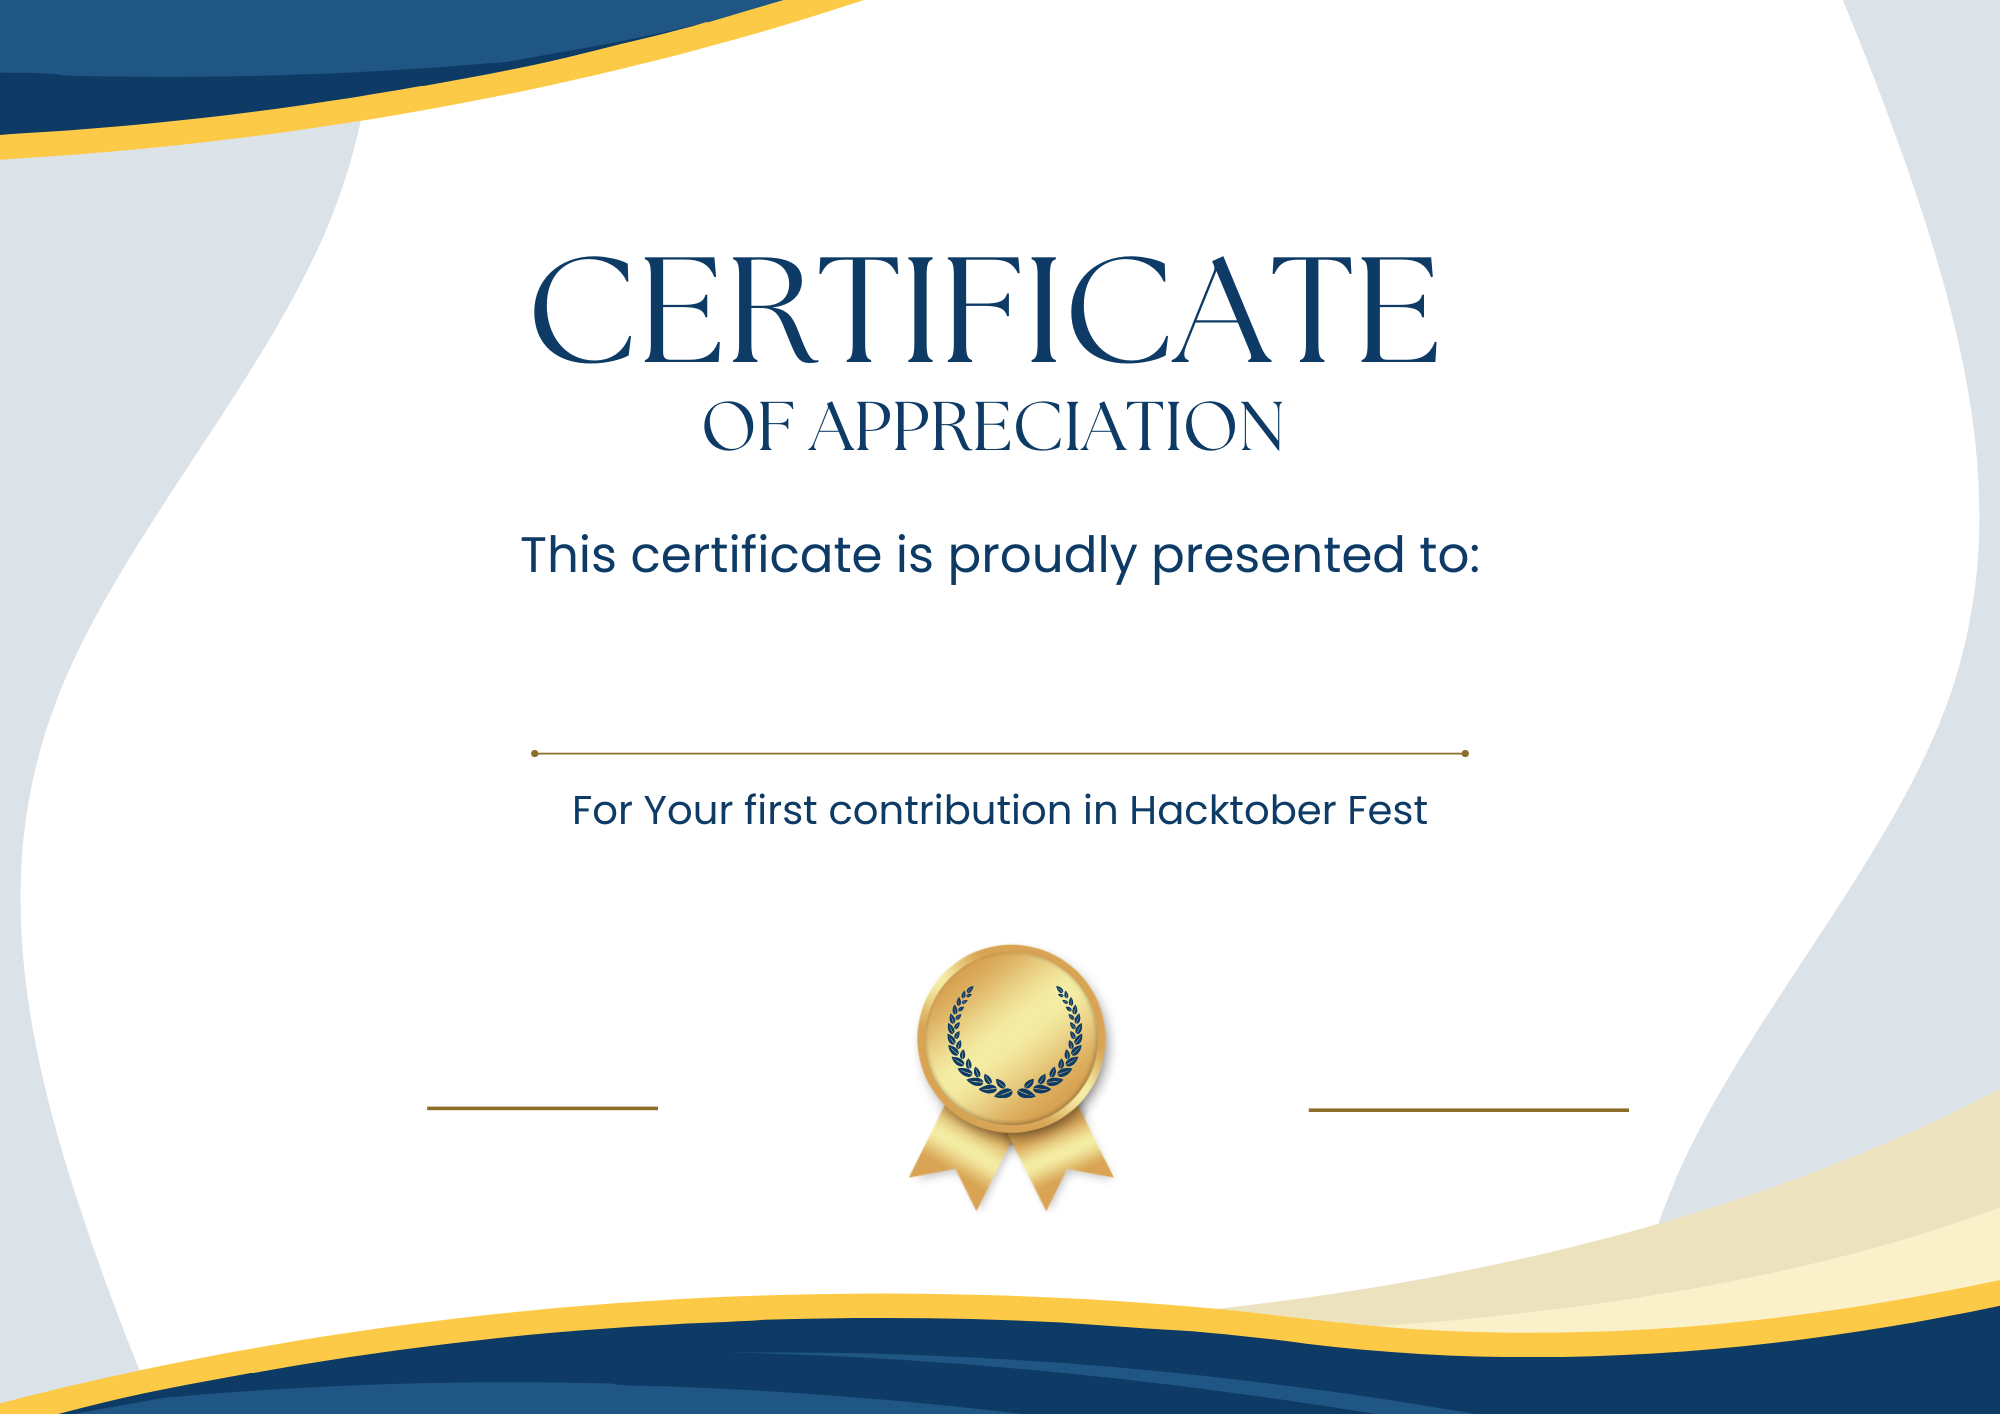 CERTIFICATE
OF APPRECIATION
This certificate is proudly presented to:
For Your first contribution in Hacktober Fest